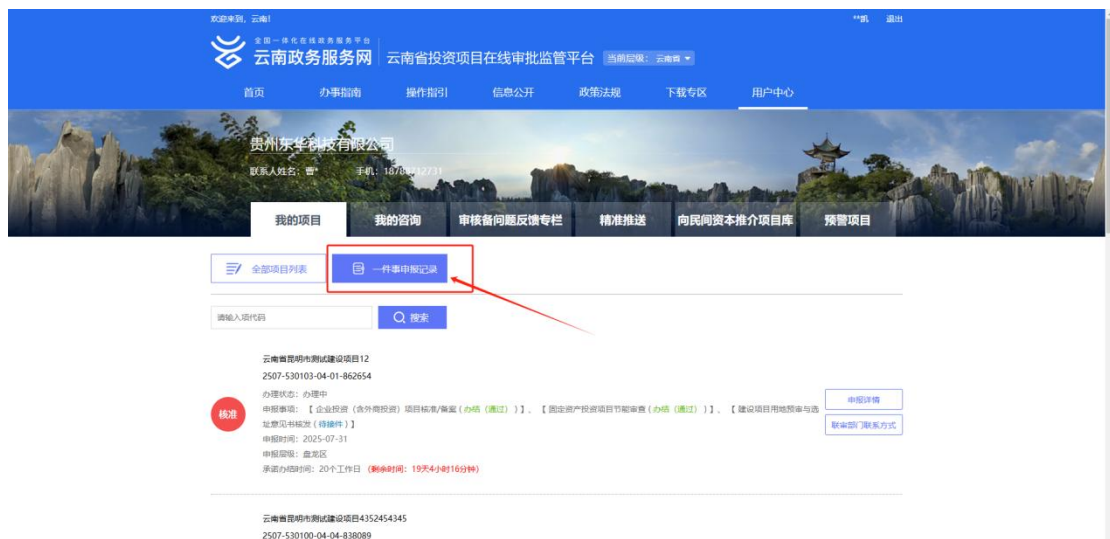 欢迎来到，云南！
**凯 退出
全国一体化在线政务服务平台
云南政务服务网
云南省投资项目在线审批监管平台
当前层级： 云南省
首页 办事指南 操作指引 信息公开 政策法规 下载专区 用户中心
贵州东华科技有限公司
联系人姓名：曹* 手机：18788712731
我的项目 我的咨询 审核备问题反馈专栏 精准推送 向民间资本推介项目库 预警项目
全部项目列表 一件事申报记录
请输入项代码 搜索
云南省昆明市测试建设项目12
2507-530103-04-01-862654
核准
办理状态：办理中
申报事项：【 企业投资（含外商投资）项目核准/备案 ( 办结（通过） ) 】、【 固定资产投资项目节能审查 ( 办结（通过） ) 】、【 建设项目用地预审与选
址意见书核发 ( 待接件 ) 】
申报时间：2025-07-31
申报层级：盘龙区
承诺办结时间：20个工作日 （剩余时间：19天4小时16分钟）
申报详情
联审部门联系方式
云南省昆明市测试建设项目4352454345
2507-530100-04-04-838089